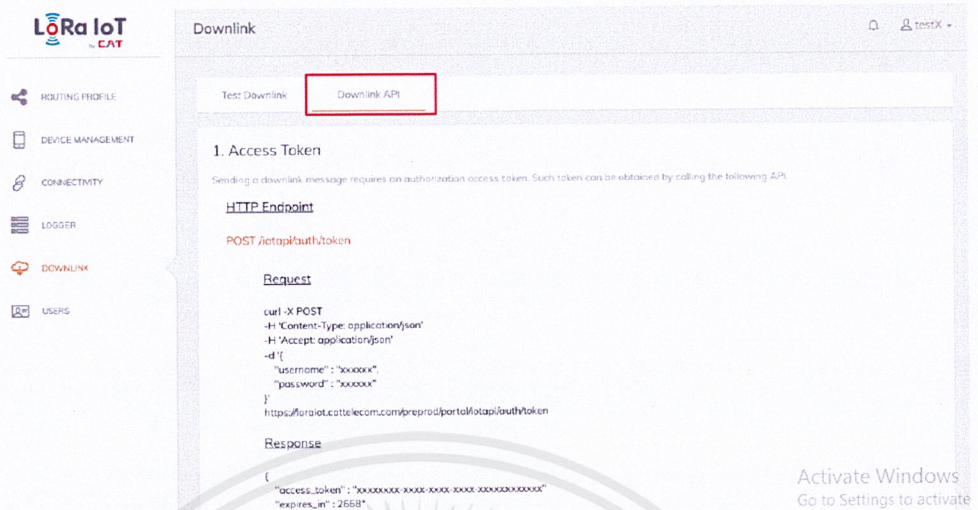 LoRa IoT
by CAT
Downlink
testX
ROUTING PROFILE
DEVICE MANAGEMENT
CONNECTIVITY
LOGGER
DOWNLINK
USERS
Test Downlink
Downlink API
1. Access Token
Sending a downlink message requires an authorization access token. Such token can be obtained by calling the following API.
HTTP Endpoint
POST /iotapi/auth/token
Request
curl -X POST
-H 'Content-Type: application/json'
-H 'Accept: application/json'
-d '{
"username" : "xxxxxx",
"password" : "xxxxxx"
}'
https://loraiot.cattelecom.com/preprod/portal/iotapi/auth/token
Response
{
"access_token" : "xxxxxxxx-xxxx-xxxx-xxxx-xxxxxxxxxxxx"
"expires_in" : 2668"
Activate Windows
Go to Settings to activate